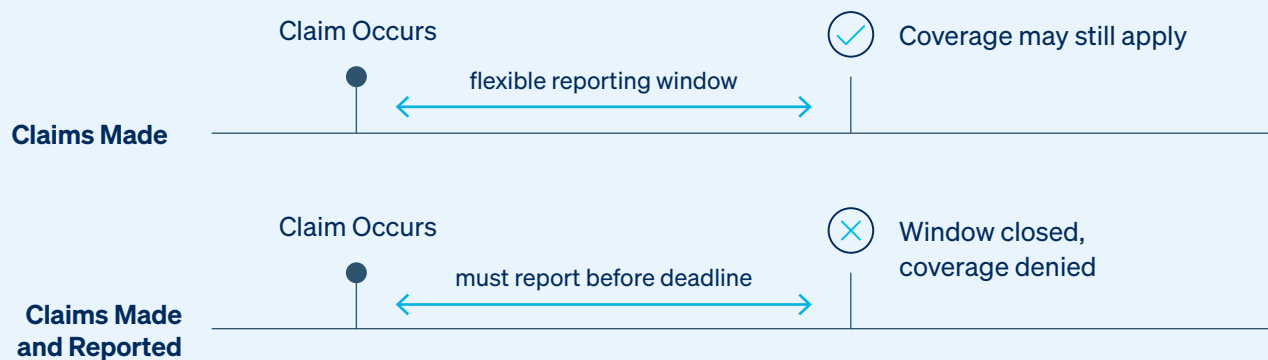 Claim Occurs
Coverage may still apply
flexible reporting window
Claims Made
Claim Occurs
Window closed,
coverage denied
must report before deadline
Claims Made
and Reported